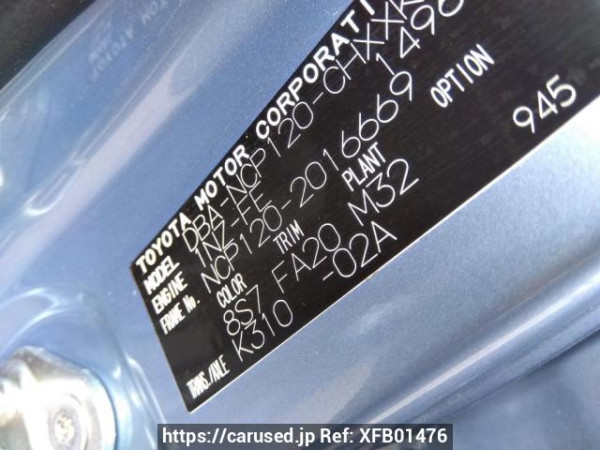 TOYOTA MOTOR CORPORATI
MODEL DBA-NCP120-CHXXK
ENGINE 1NZ-FE 1496
FRAME No. NCP120-2016669
COLOR TRIM PLANT OPTION
8S7 FA20 M32 945
TRANS./AXLE K310 -02A
https://carused.jp Ref: XFB01476